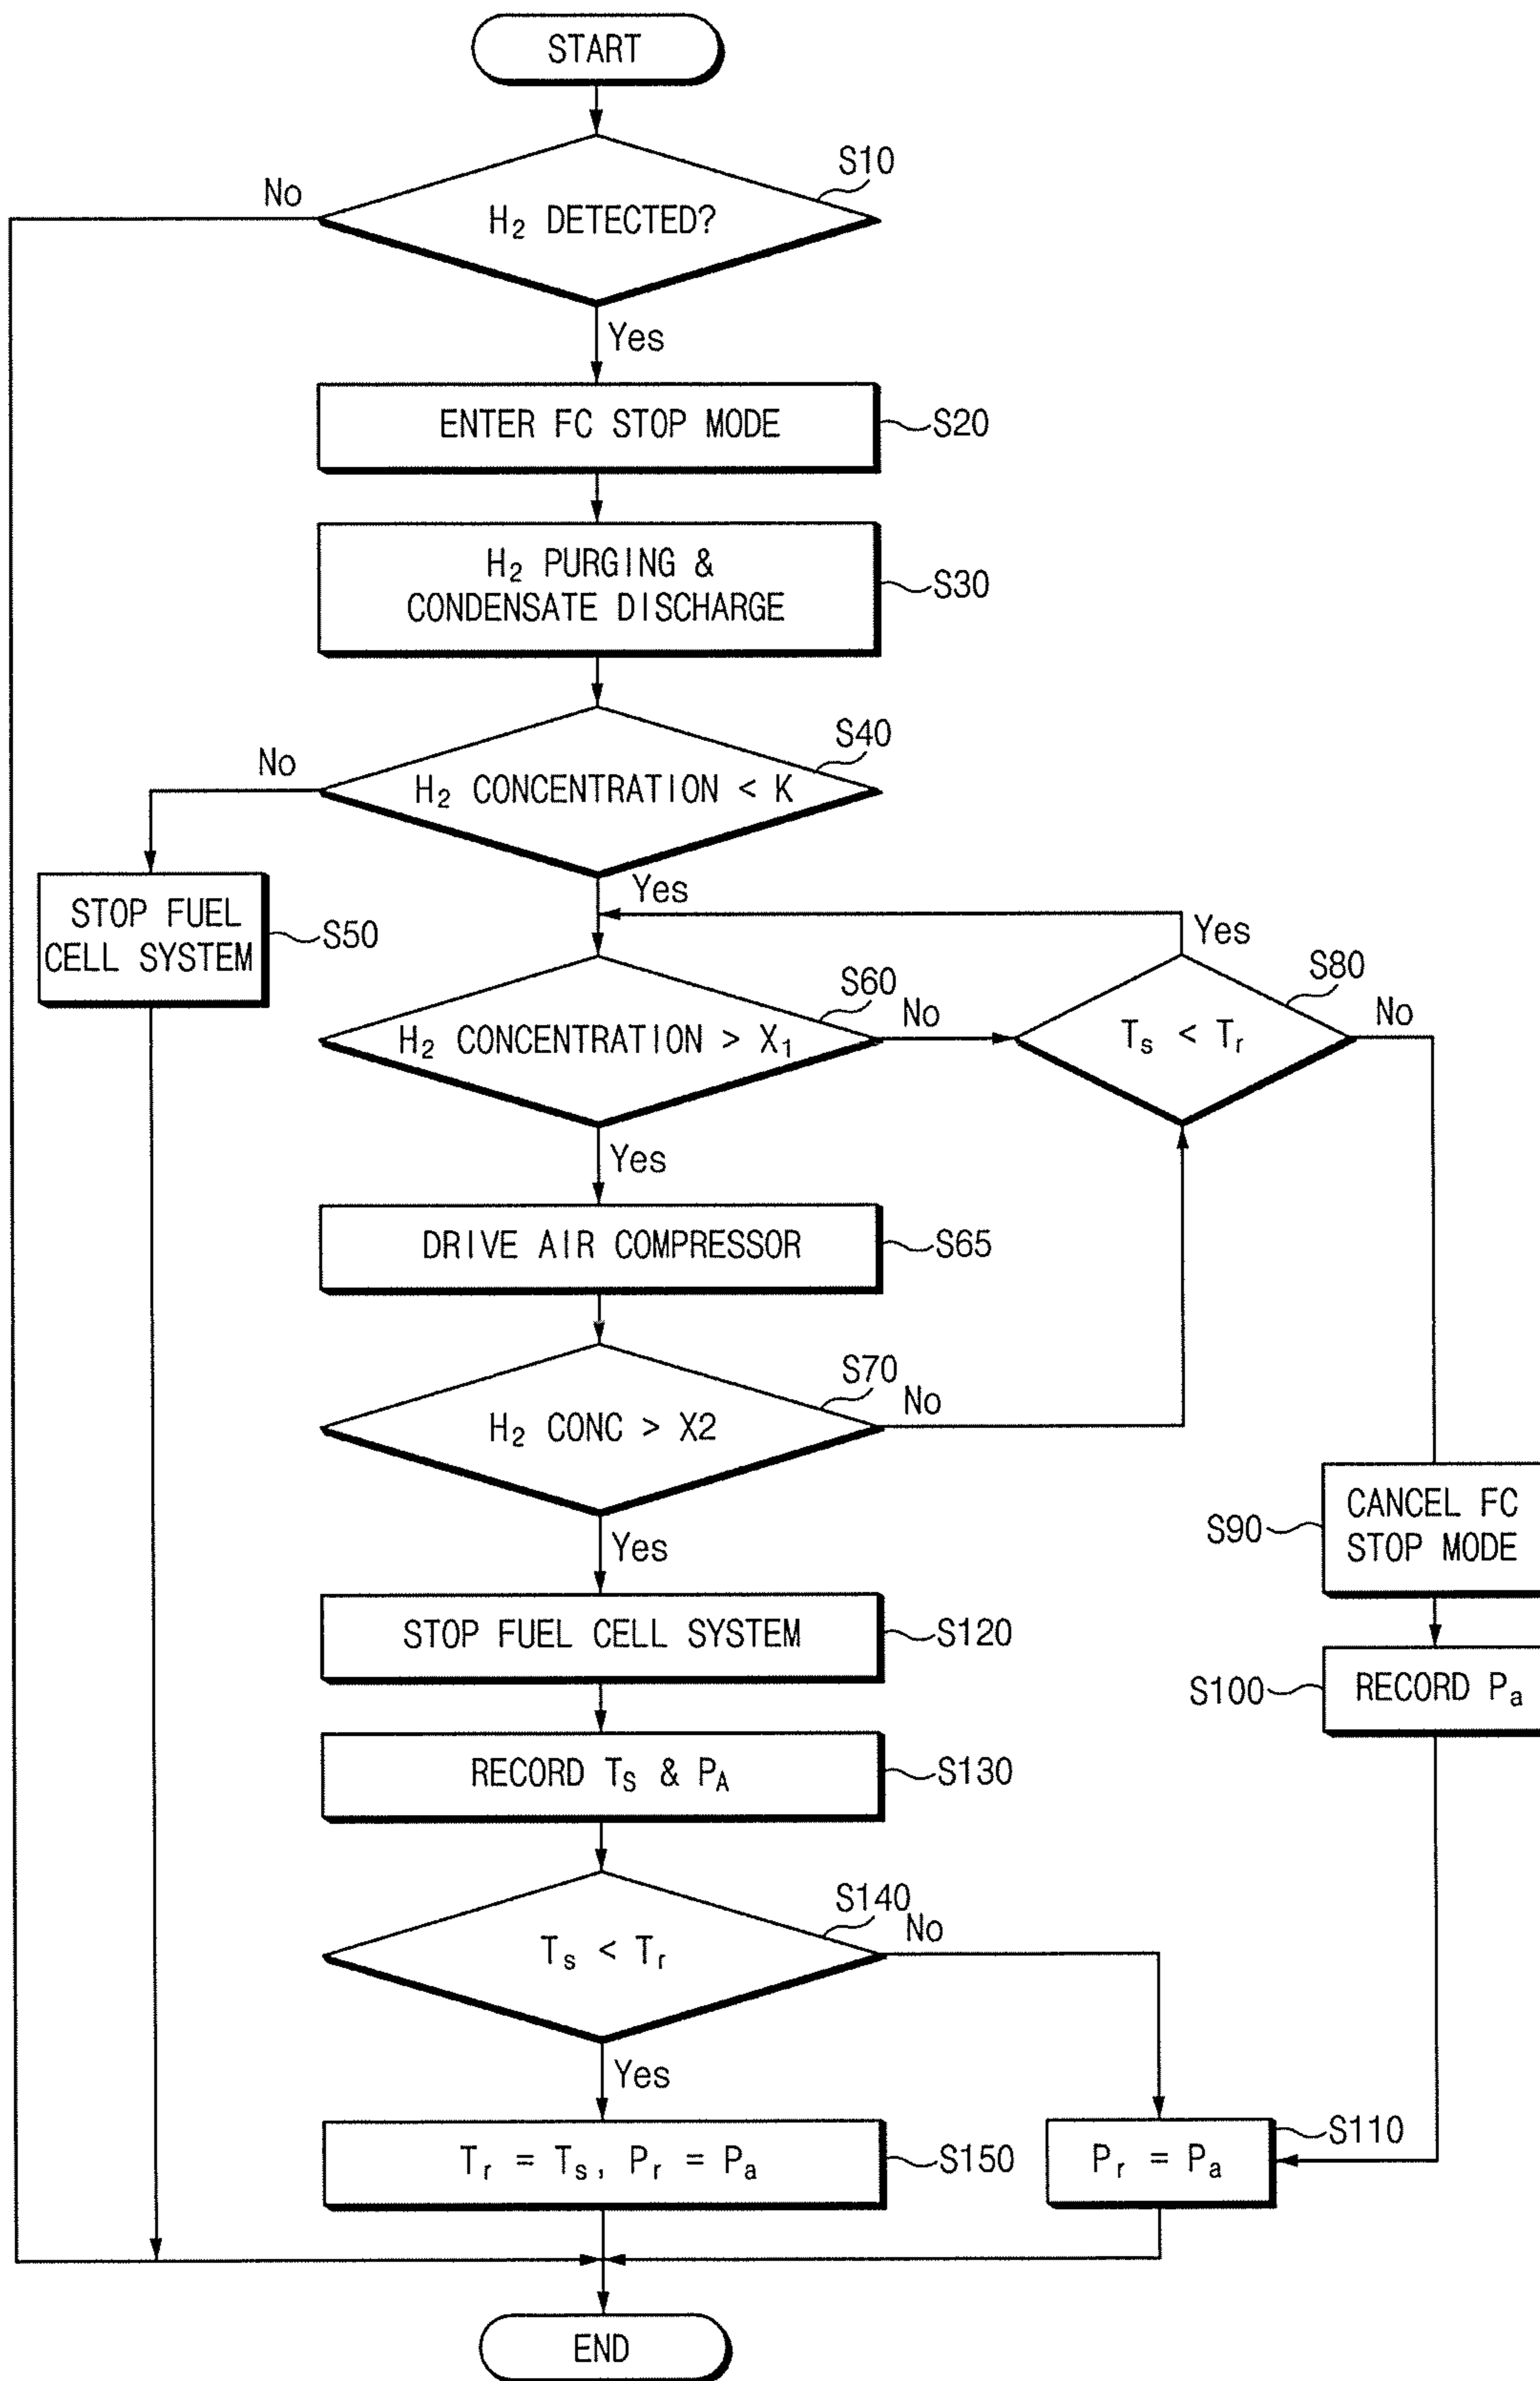 START
S10
No
H₂ DETECTED?
Yes
ENTER FC STOP MODE
S20
H₂ PURGING &
CONDENSATE DISCHARGE
S30
S40
No
H₂ CONCENTRATION < K
Yes
STOP FUEL
CELL SYSTEM
S50
Yes
S60
S80
No
No
H₂ CONCENTRATION > X₁
Tₛ < Tᵣ
Yes
DRIVE AIR COMPRESSOR
S65
S70
No
H₂ CONC > X2
Yes
S90
CANCEL FC
STOP MODE
STOP FUEL CELL SYSTEM
S120
S100
RECORD Pₐ
RECORD T_S & P_A
S130
S140
No
Tₛ < Tᵣ
Yes
Tᵣ = Tₛ, Pᵣ = Pₐ
S150
Pᵣ = Pₐ
S110
END